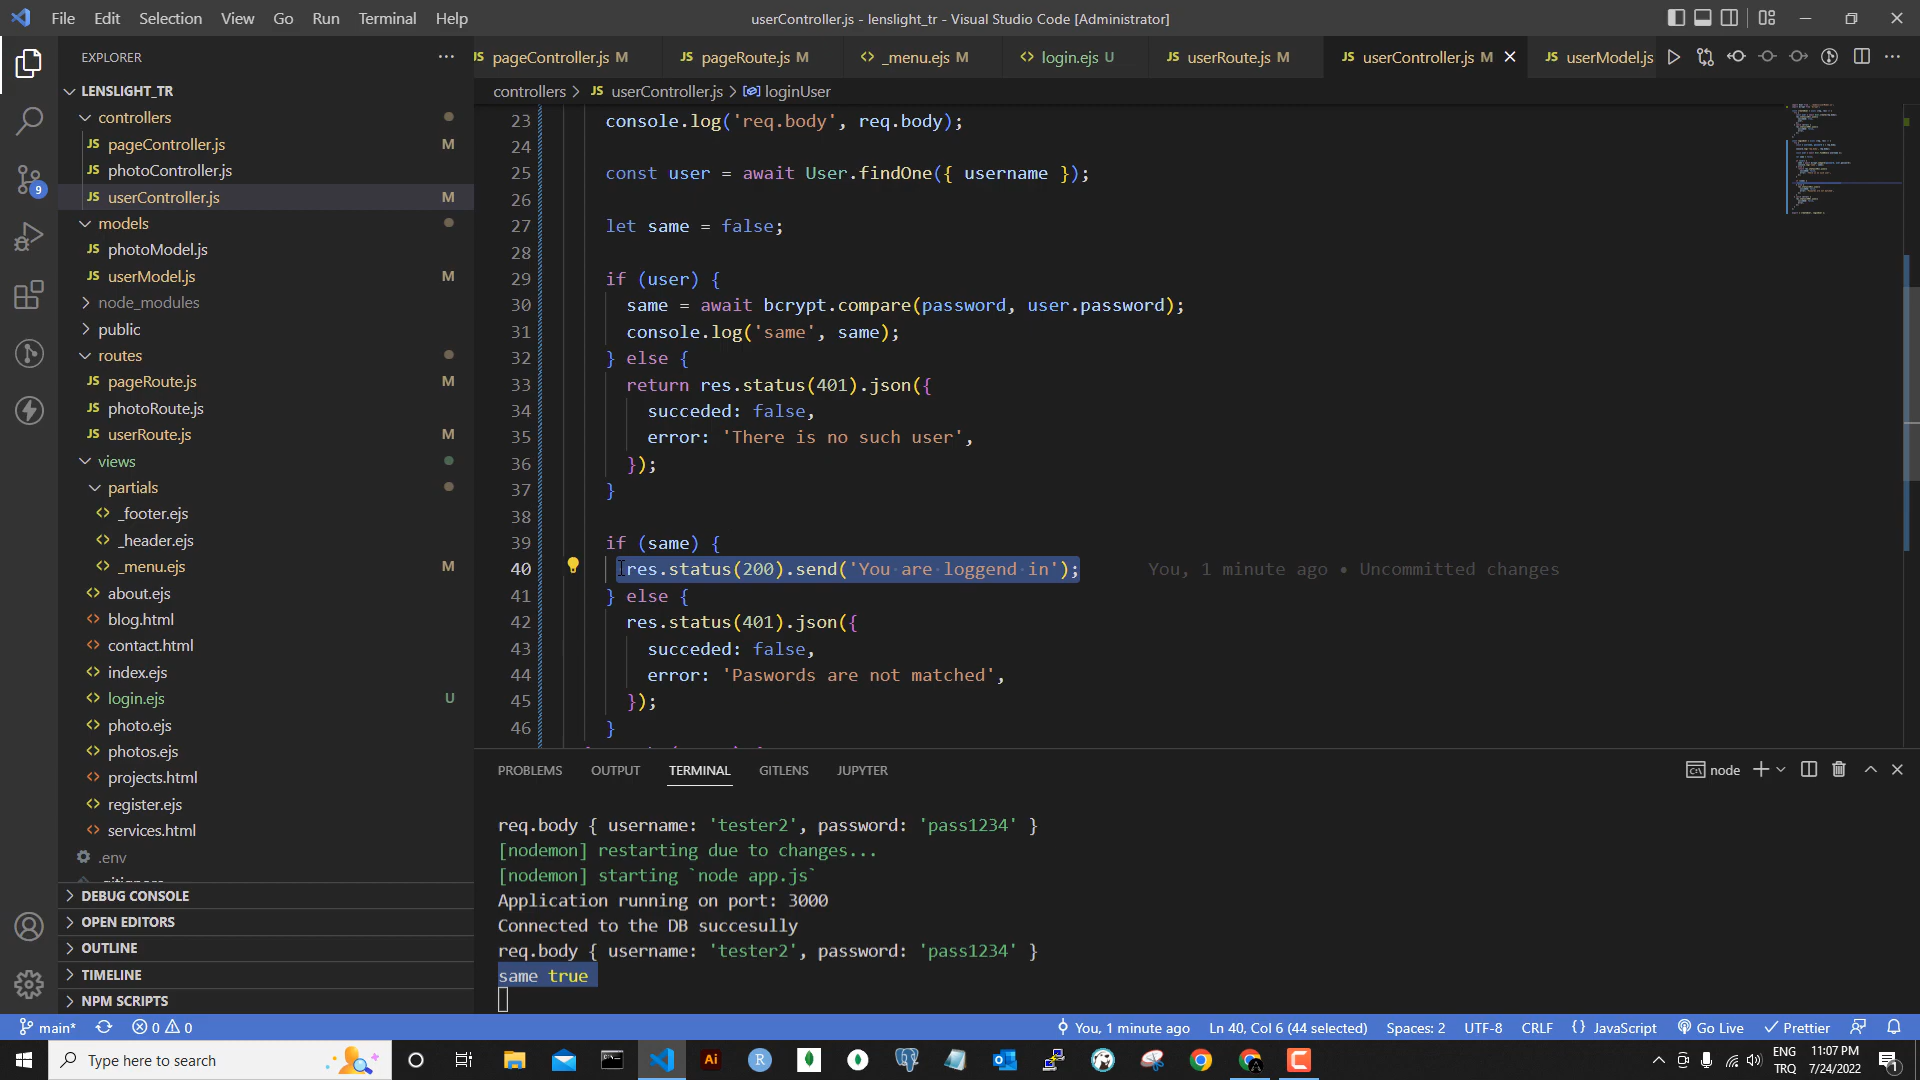 File Edit Selection View Go Run Terminal Help
userController.js - lenslight_tr - Visual Studio Code [Administrator]
EXPLORER
pageController.js M
pageRoute.js M
_menu.ejs M
login.ejs U
userRoute.js M
userController.js M
userModel.js
LENSLIGHT_TR
controllers
pageController.js M
photoController.js
userController.js M
models
photoModel.js
userModel.js M
node_modules
public
routes
pageRoute.js M
photoRoute.js
userRoute.js M
views
partials
_footer.ejs
_header.ejs
_menu.ejs M
about.ejs
blog.html
contact.html
index.ejs
login.ejs U
photo.ejs
photos.ejs
projects.html
register.ejs
services.html
.env
DEBUG CONSOLE
OPEN EDITORS
OUTLINE
TIMELINE
NPM SCRIPTS
controllers > JS userController.js > loginUser
23 console.log('req.body', req.body);
24
25 const user = await User.findOne({ username });
26
27 let same = false;
28
29 if (user) {
30 same = await bcrypt.compare(password, user.password);
31 console.log('same', same);
32 } else {
33 return res.status(401).json({
34 succeded: false,
35 error: 'There is no such user',
36 });
37 }
38
39 if (same) {
40 res.status(200).send('You are loggend in'); You, 1 minute ago • Uncommitted changes
41 } else {
42 res.status(401).json({
43 succeded: false,
44 error: 'Paswords are not matched',
45 });
46 }
PROBLEMS OUTPUT TERMINAL GITLENS JUPYTER
node
req.body { username: 'tester2', password: 'pass1234' }
[nodemon] restarting due to changes...
[nodemon] starting `node app.js`
Application running on port: 3000
Connected to the DB succesully
req.body { username: 'tester2', password: 'pass1234' }
same true
main* 0 0 You, 1 minute ago Ln 40, Col 6 (44 selected) Spaces: 2 UTF-8 CRLF {} JavaScript Go Live Prettier
Type here to search
ENG 11:07 PM
TRQ 7/24/2022